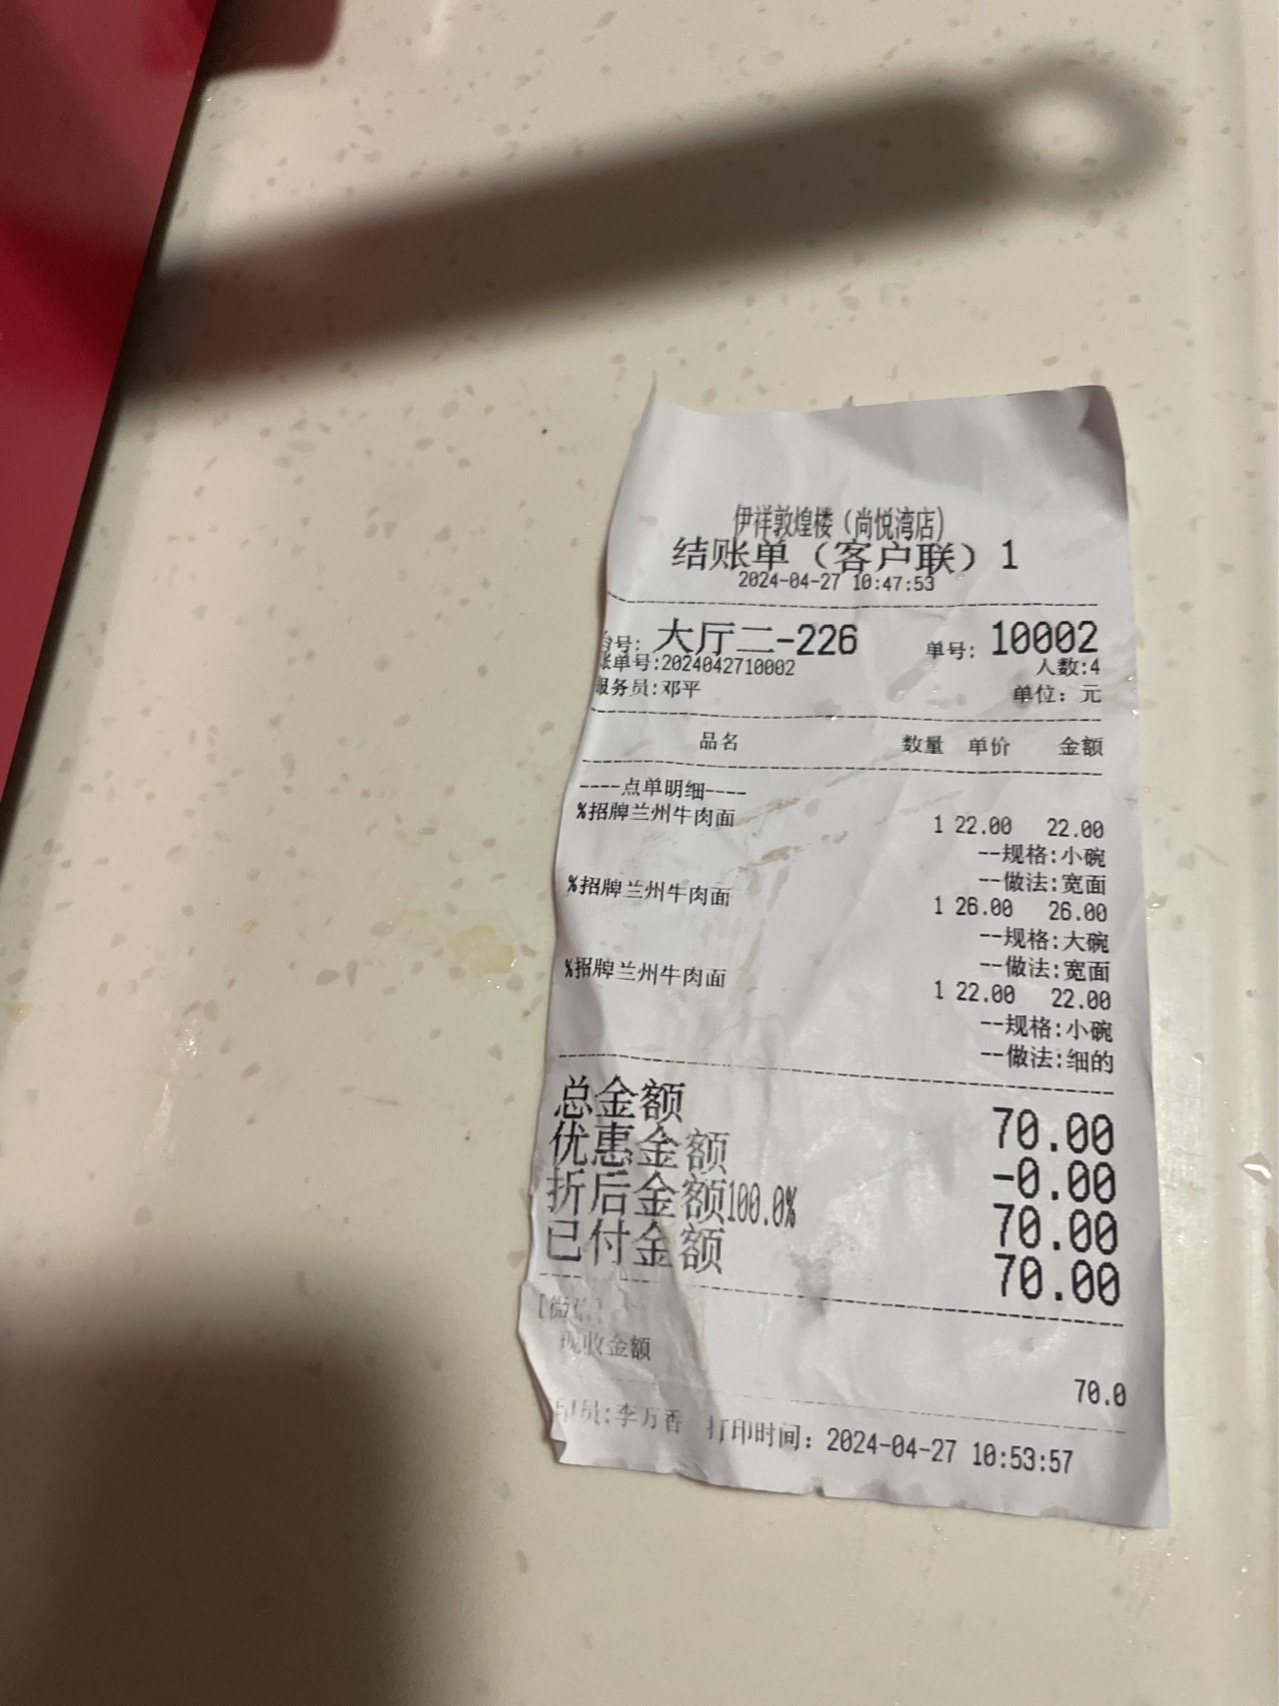 伊祥敦煌楼（尚悦湾店）
结账单（客户联）1
2024-04-27 10:47:53
台号：大厅二-226 单号：10002
账单号:2024042710002 人数:4
服务员:邓平 单位：元
品名 数量 单价 金额
----点单明细----
%招牌兰州牛肉面 1 22.00 22.00
--规格:小碗
--做法:宽面
%招牌兰州牛肉面 1 26.00 26.00
--规格:大碗
--做法:宽面
%招牌兰州牛肉面 1 22.00 22.00
--规格:小碗
--做法:细的
总金额 70.00
优惠金额 -0.00
折后金额100.0% 70.00
已付金额 70.00
[微信]
现收金额 70.0
员:李万香 打印时间：2024-04-27 10:53:57